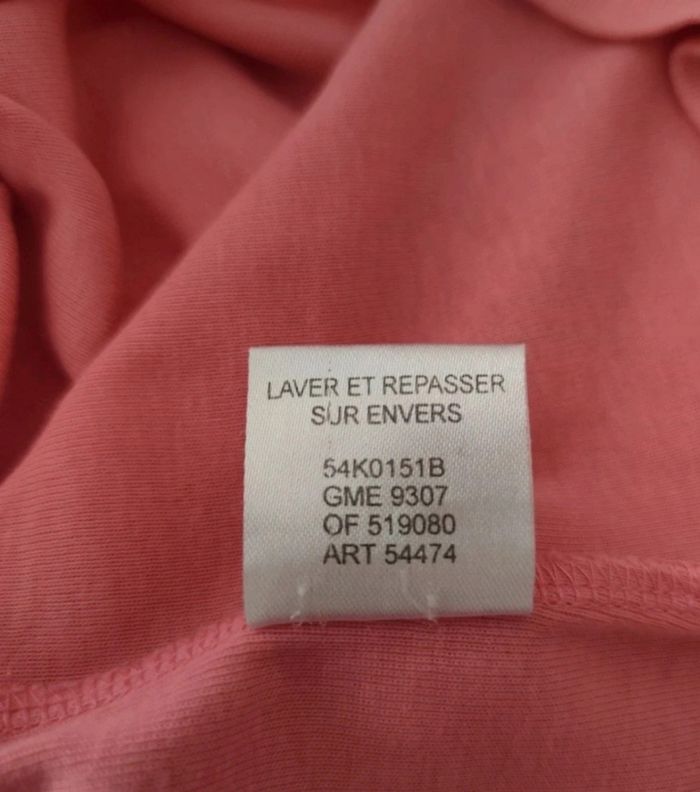 LAVER ET REPASSER
SUR ENVERS
54K0151B
GME 9307
OF 519080
ART 54474